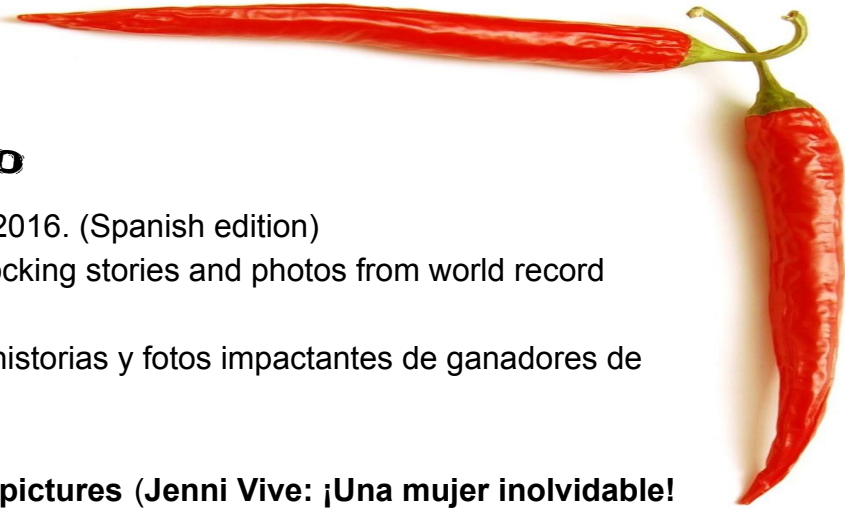 o
2016. (Spanish edition)
ocking stories and photos from world record
historias y fotos impactantes de ganadores de
pictures (Jenni Vive: ¡Una mujer inolvidable!